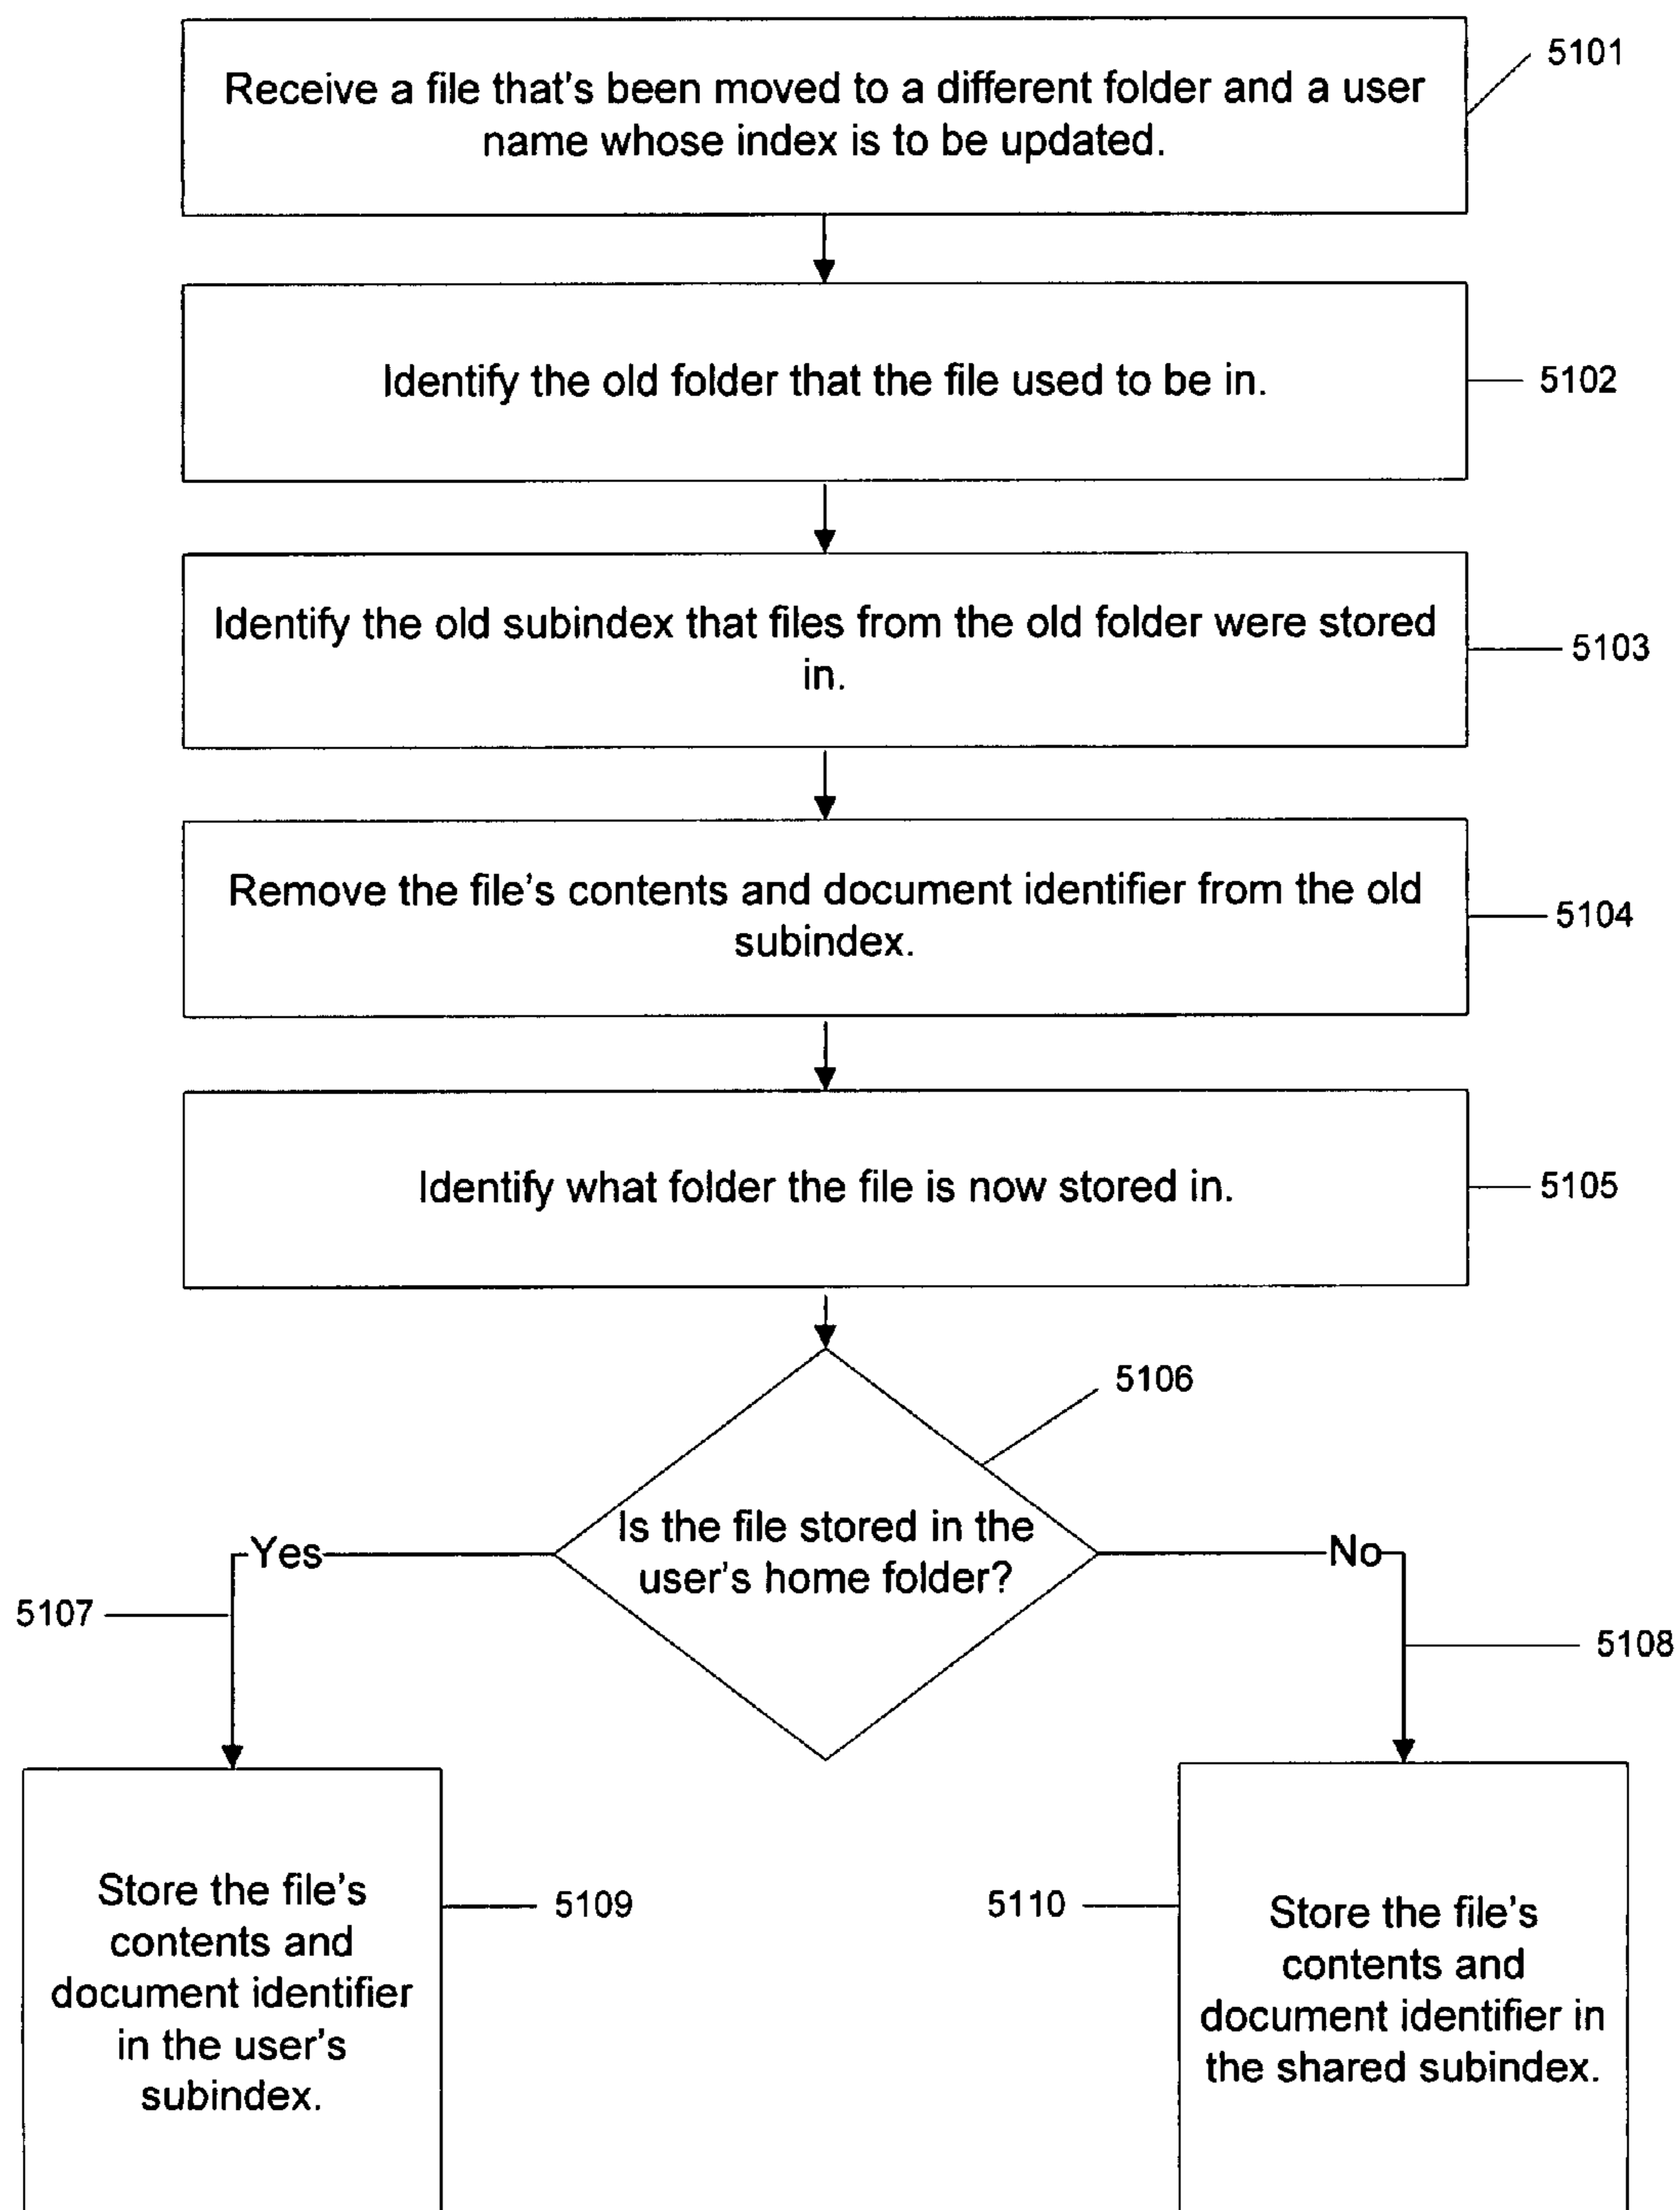 Receive a file that's been moved to a different folder and a user
name whose index is to be updated.
5101
Identify the old folder that the file used to be in.
5102
Identify the old subindex that files from the old folder were stored
in.
5103
Remove the file's contents and document identifier from the old
subindex.
5104
Identify what folder the file is now stored in.
5105
5106
Is the file stored in the
user's home folder?
Yes
No
5107
5108
Store the file's
contents and
document identifier
in the user's
subindex.
5109
5110
Store the file's
contents and
document identifier in
the shared subindex.